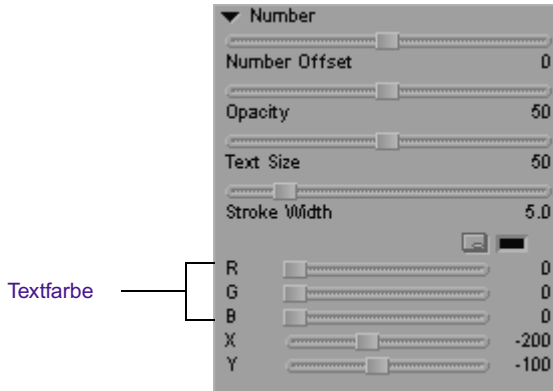 Number
Number Offset 0
Opacity 50
Text Size 50
Stroke Width 5.0
Textfarbe
R 0
G 0
B 0
X -200
Y -100